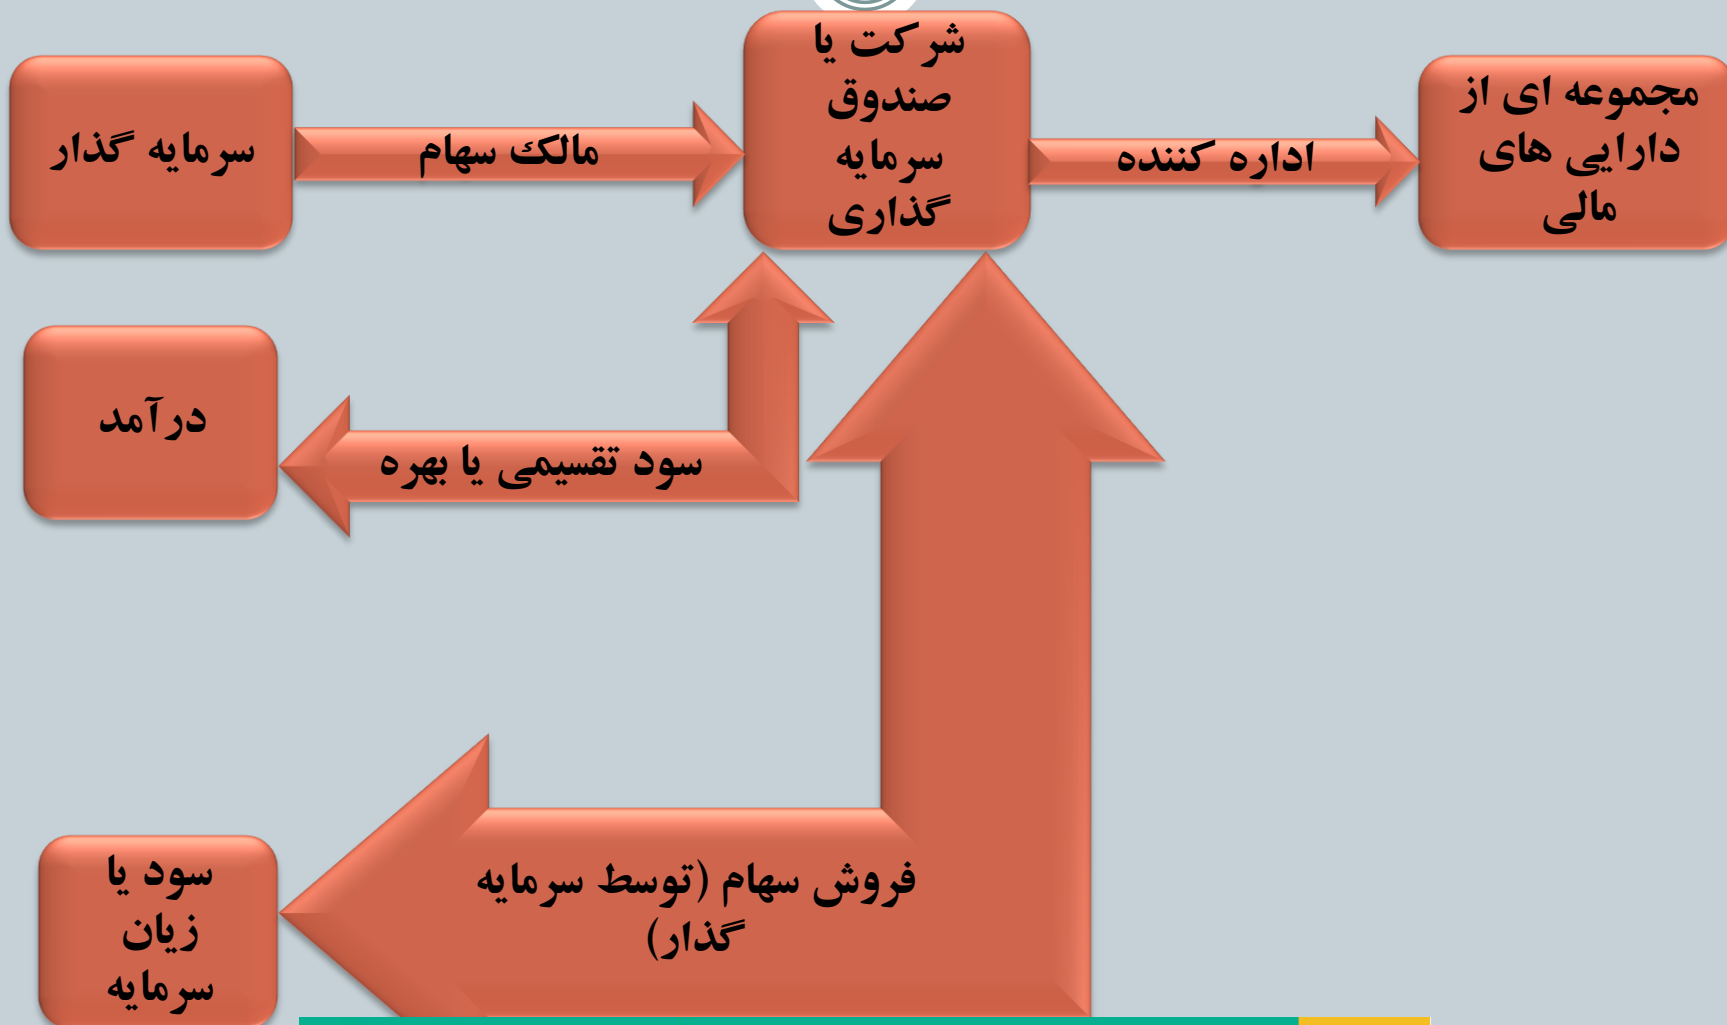 سرمایه گذار
مالک سهام
شرکت یا
صندوق
سرمایه
گذاری
اداره کننده
مجموعه ای از
دارایی های
مالی
درآمد
سود تقسیمی یا بهره
سود یا
زیان
سرمایه
فروش سهام (توسط سرمایه
گذار)